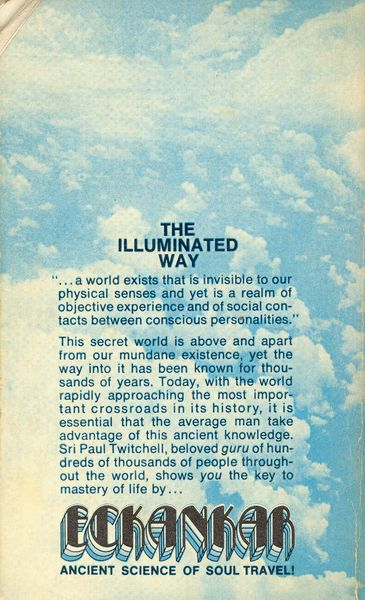 THE
ILLUMINATED
WAY
"...a world exists that is invisible to our
physical senses and yet is a realm of
objective experience and of social con-
tacts between conscious personalities."
This secret world is above and apart
from our mundane existence, yet the
way into it has been known for thou-
sands of years. Today, with the world
rapidly approaching the most impor-
tant crossroads in its history, it is
essential that the average man take
advantage of this ancient knowledge.
Sri Paul Twitchell, beloved guru of hun-
dreds of thousands of people through-
out the world, shows you the key to
mastery of life by...
ECKANKAR
ANCIENT SCIENCE OF SOUL TRAVEL!